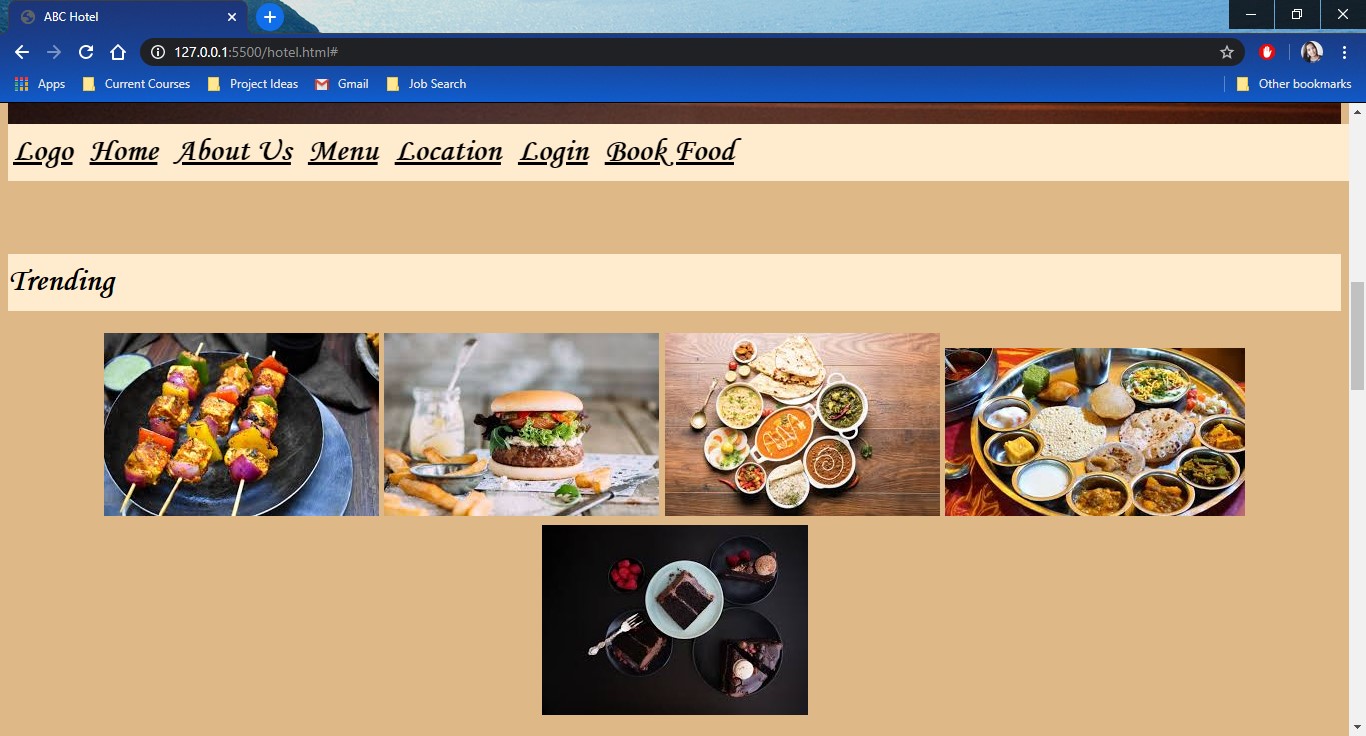 ABC Hotel
127.0.0.1:5500/hotel.html#
Apps Current Courses Project Ideas Gmail Job Search Other bookmarks
Logo Home About Us Menu Location Login Book Food
Trending